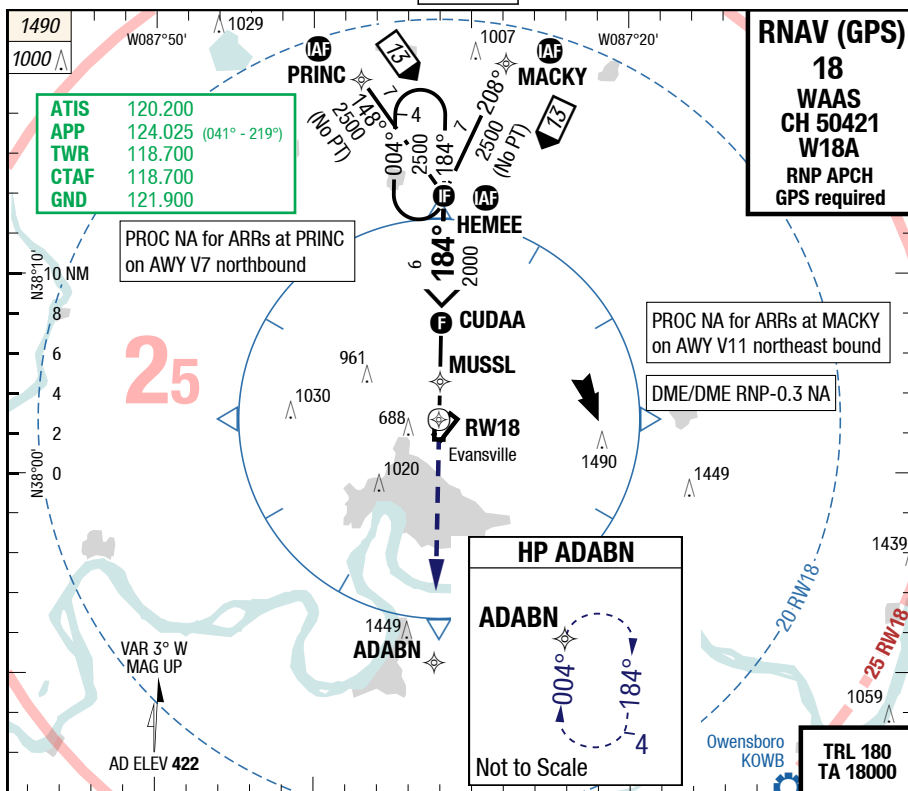 1490
1000
1029
W087°50'
1007
W087°20'
IAF
PRINC
13
IAF
MACKY
7
148°
2500
(No PT)
4
004°
2500
184°
208°
7
2500
(No PT)
13
RNAV (GPS)
18
WAAS
CH 50421
W18A
RNP APCH
GPS required
ATIS 120.200
APP 124.025 (041° - 219°)
TWR 118.700
CTAF 118.700
GND 121.900
IF
IAF
HEMEE
PROC NA for ARRs at PRINC
on AWY V7 northbound
184°
6
2000
N38°10'
10 NM
8
6
4
2
0
N38°00'
F CUDAA
PROC NA for ARRs at MACKY
on AWY V11 northeast bound
DME/DME RNP-0.3 NA
25
961
MUSSL
1030
688
RW18
Evansville
1490
1020
1449
HP ADABN
ADABN
004°
184°
4
Not to Scale
1439
20 RW18
25 RW18
1449
ADABN
VAR 3° W
MAG UP
AD ELEV 422
1059
Owensboro
KOWB
TRL 180
TA 18000